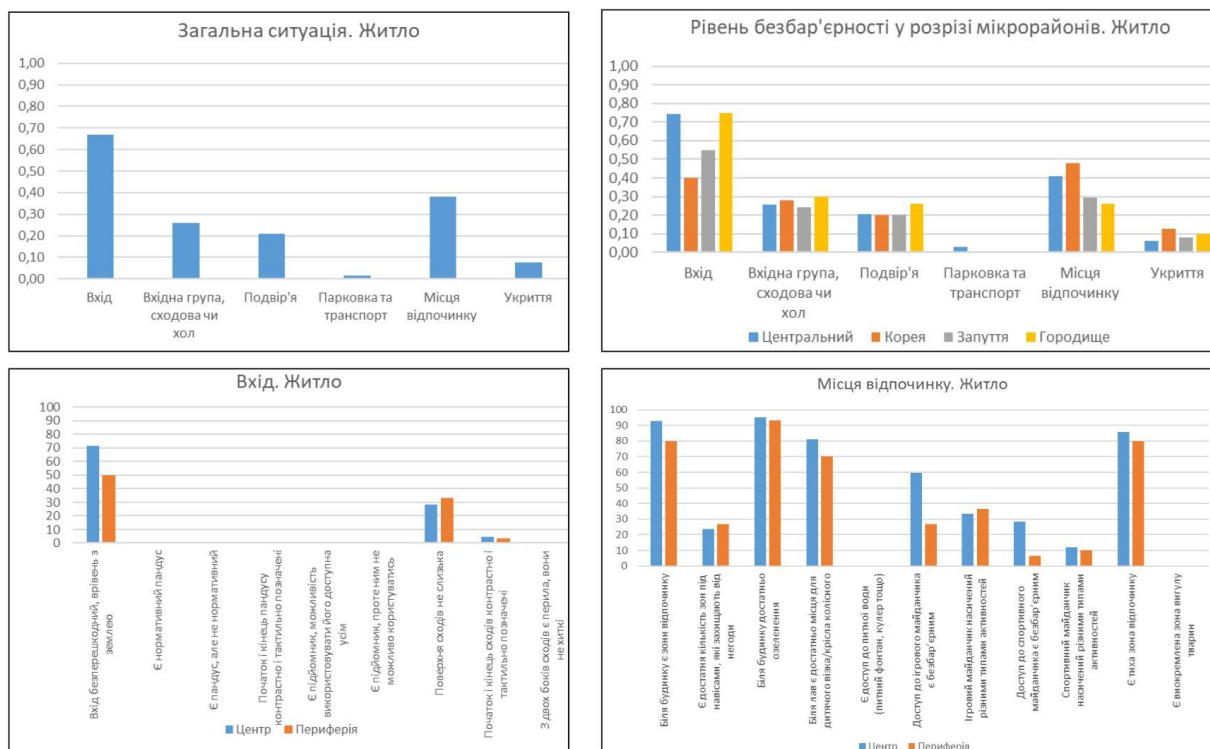 Загальна ситуація. Житло
1,00
0,90
0,80
0,70
0,60
0,50
0,40
0,30
0,20
0,10
0,00
Вхід
Вхідна група,
сходова чи
хол
Подвір'я
Парковка та
транспорт
Місця
відпочинку
Укриття
Рівень безбар'єрності у розрізі мікрорайонів. Житло
1,00
0,90
0,80
0,70
0,60
0,50
0,40
0,30
0,20
0,10
0,00
Вхід
Вхідна група,
сходова чи
хол
Подвір'я
Парковка та
транспорт
Місця
відпочинку
Укриття
Центральний Корея Запуття Городище
Вхід. Житло
100
90
80
70
60
50
40
30
20
10
0
Вхід безперешкодний, врівень з
землею
Є нормативний пандус
Є пандус, але не нормативний
Початок і кінець пандусу
контрастно і тактильно позначені
Є підйомник, можливість
використовувати його доступна
усім
Є підйомник, протеним не
можливо користуватись
Поверхня сходів не слизька
Початок і кінець сходів контрастно і
тактильно позначені
З двох боків сходів є перила, вони
не хиткі
Центр Периферія
Місця відпочинку. Житло
100
90
80
70
60
50
40
30
20
10
0
Біля будинку є зони відпочинку
Є достатня кількість зон під
навісами, які захищають від
негоди
Біля будинку достатньо
озеленення
Біля лав є достатньо місця для
дитячого візка/крісла колісного
Є доступ до питної води
(питний фонтан, кулер тощо)
Доступ до ігрового майданчика
є безбар'єрним
Ігровий майданчик насичений
різними типами активностей
Доступ до спортивного
майданчика є безбар'єрним
Спортивний майданчик
насичений різними типами
активностей
Є тиха зона відпочинку
Є виокремлена зона вигулу
тварин
Центр Периферія